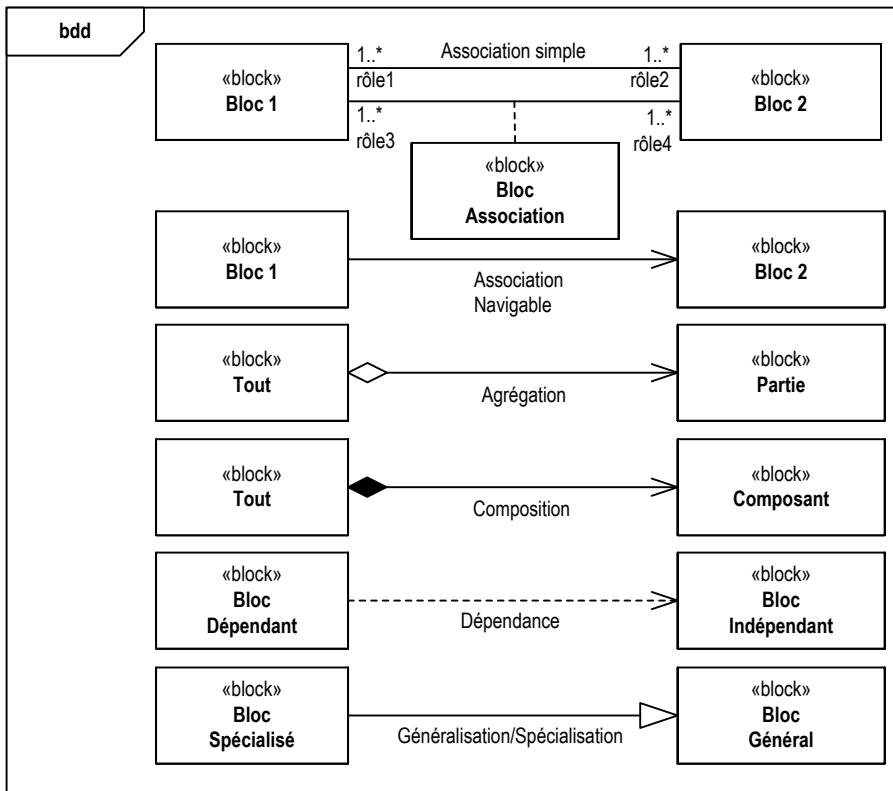 bdd
«block»
Bloc 1
1..*
Association simple
1..*
rôle1
rôle2
«block»
Bloc 2
1..*
1..*
rôle3
rôle4
«block»
Bloc
Association
«block»
Bloc 1
Association
Navigable
«block»
Bloc 2
«block»
Tout
Agrégation
«block»
Partie
«block»
Tout
Composition
«block»
Composant
«block»
Bloc
Dépendant
Dépendance
«block»
Bloc
Indépendant
«block»
Bloc
Spécialisé
Généralisation/Spécialisation
«block»
Bloc
Général